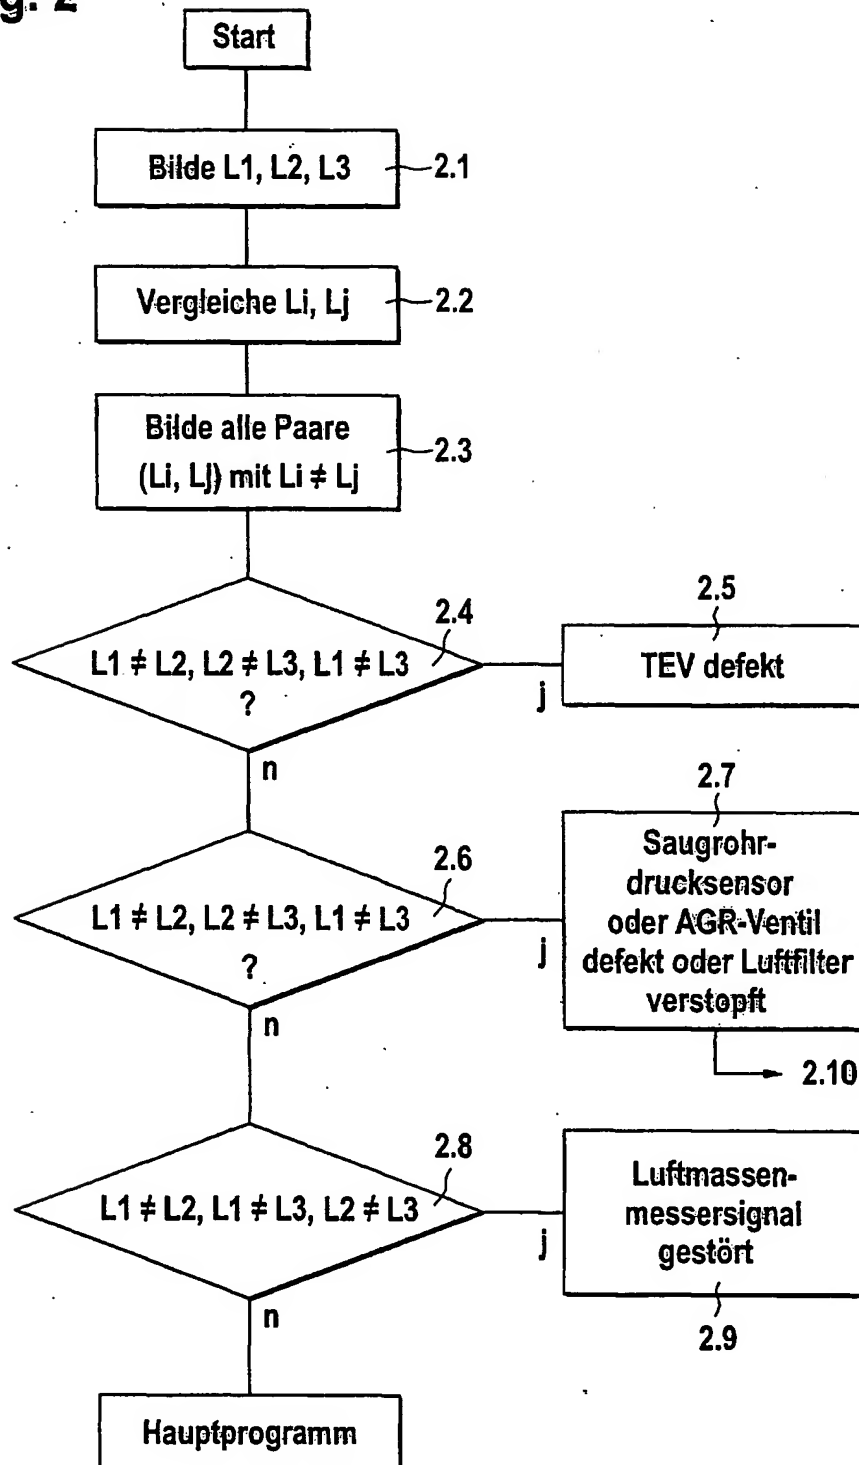 g. 2
Start
Bilde L1, L2, L3
2.1
Vergleiche Li, Lj
2.2
Bilde alle Paare
(Li, Lj) mit Li ≠ Lj
2.3
2.4
L1 ≠ L2, L2 ≠ L3, L1 ≠ L3
?
j
n
2.5
TEV defekt
2.6
L1 ≠ L2, L2 ≠ L3, L1 ≠ L3
?
j
n
2.7
Saugrohr-
drucksensor
oder AGR-Ventil
defekt oder Luftfilter
verstopft
2.10
2.8
L1 ≠ L2, L1 ≠ L3, L2 ≠ L3
j
n
Luftmassen-
messersignal
gestört
2.9
Hauptprogramm